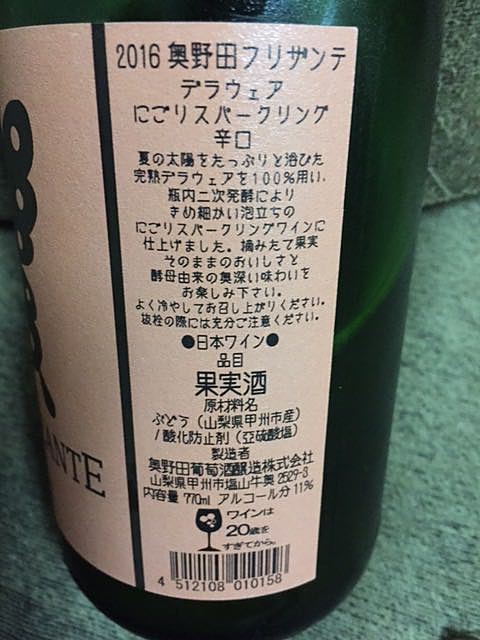 2016 奥野田フリザンテ
デラウェア
にごりスパークリング
辛口
夏の太陽をたっぷりと浴びた
完熟デラウェアを100%用い、
瓶内二次発酵により
きめ細かい泡立ちの
にごりスパークリングワインに
仕上げました。摘みたて果実
そのままのおいしさと
酵母由来の奥深い味わいを
お楽しみ下さい。
よく冷やしてお召し上がりください。
抜栓の際には充分ご注意ください。
●日本ワイン●
品目
果実酒
原材料名
ぶどう（山梨県甲州市産）
/酸化防止剤（亜硫酸塩）
製造者
奥野田葡萄酒醸造株式会社
山梨県甲州市塩山牛奥2529-3
内容量 770ml アルコール分 11%
ワインは
20歳を
すぎてから。
4 512108 010158
ANTE